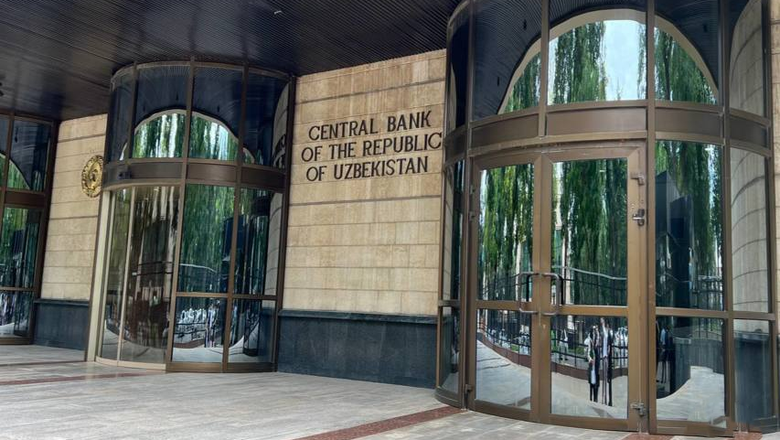 CENTRAL BANK
OF THE REPUBLIC
OF UZBEKISTAN